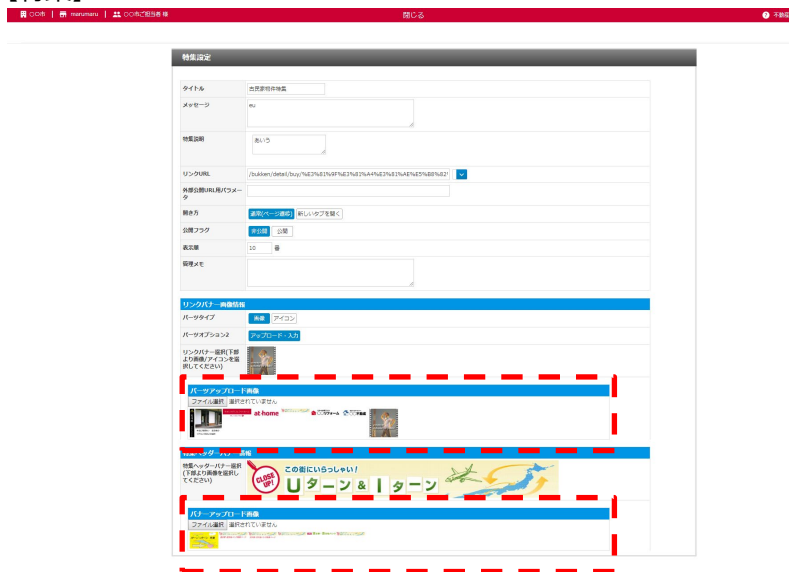 ○○市 | marumaru | ○○市ご担当者 様
閉じる
特集設定
タイトル
古民家物件特集
メッセージ
eu
特集説明
あいう
リンクURL
/bukken/detail/buy/%E3%81%9F%E3%81%A4%E3%81%AE%E5%B8%82
外部公開URL用パラメー
タ
開き方
通常(ページ遷移) 新しいタブを開く
公開フラグ
非公開 公開
表示順
10 番
管理メモ
リンクバナー画像情報
パーツタイプ
画像 アイコン
パーツオプション2
アップロード・入力
リンクバナー選択(下部
より画像/アイコンを選
択してください)
パーツアップロード画像
ファイル選択 選択されていません
at-home
○○リフォーム
○○不動産
特集ヘッダーバナー選択
(下部より画像を選択し
てください)
CLOSE UP!
この街にいらっしゃい!
Uターン&Iターン
バナーアップロード画像
ファイル選択 選択されていません